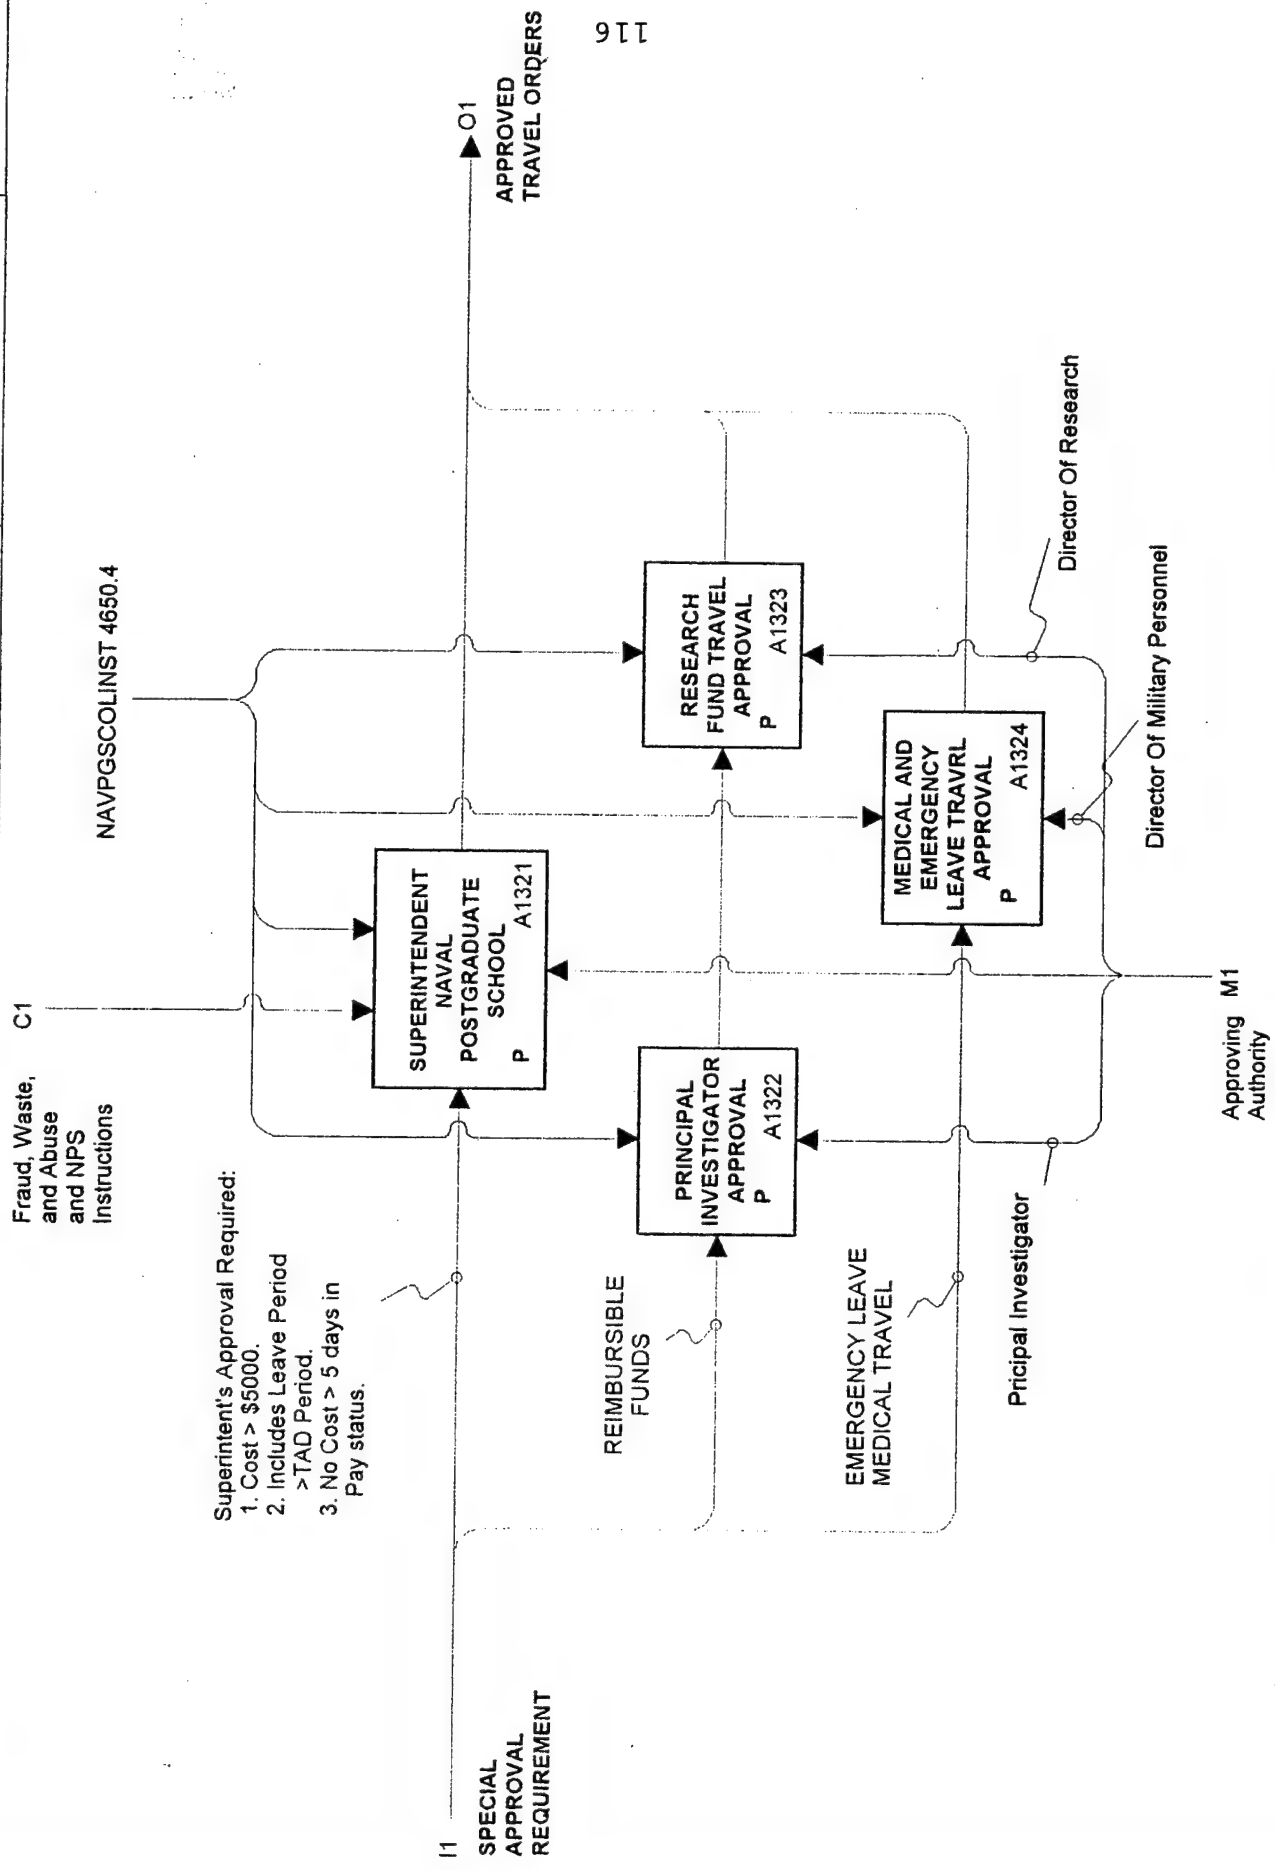 116
Fraud, Waste,
and Abuse
and NPS
Instructions
C1
NAVPGSCOLINST 4650.4
Superintent's Approval Required:
1. Cost > $5000.
2. Includes Leave Period
>TAD Period.
3. No Cost > 5 days in
Pay status.
I1
SPECIAL
APPROVAL
REQUIREMENT
SUPERINTENDENT
NAVAL
POSTGRADUATE
SCHOOL
P A1321
O1
APPROVED
TRAVEL ORDERS
REIMBURSIBLE
FUNDS
PRINCIPAL
INVESTIGATOR
APPROVAL
P A1322
RESEARCH
FUND TRAVEL
APPROVAL
P A1323
EMERGENCY LEAVE
MEDICAL TRAVEL
MEDICAL AND
EMERGENCY
LEAVE TRAVRL
APPROVAL
P A1324
Pricipal Investigator
Director Of Military Personnel
Director Of Research
Approving M1
Authority